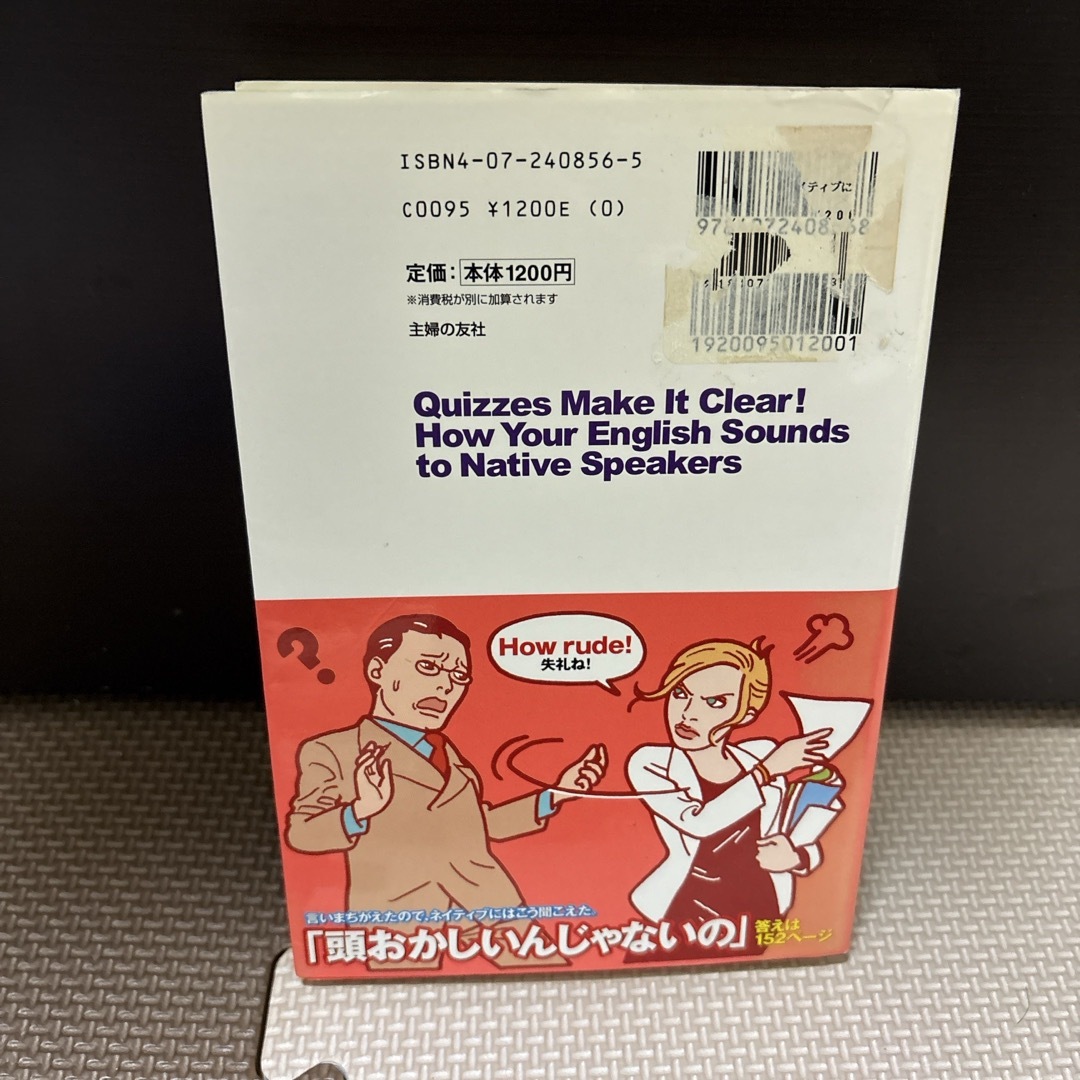 ISBN4-07-240856-5
C0095 ¥1200E (0)
定価：本体1200円
※消費税が別に加算されます
主婦の友社
ティブに
1920095012001
Quizzes Make It Clear!
How Your English Sounds
to Native Speakers
How rude!
失礼ね!
言いまちがえたので、ネイティブにはこう聞こえた。
「頭おかしいんじゃないの」
答えは
152ページ